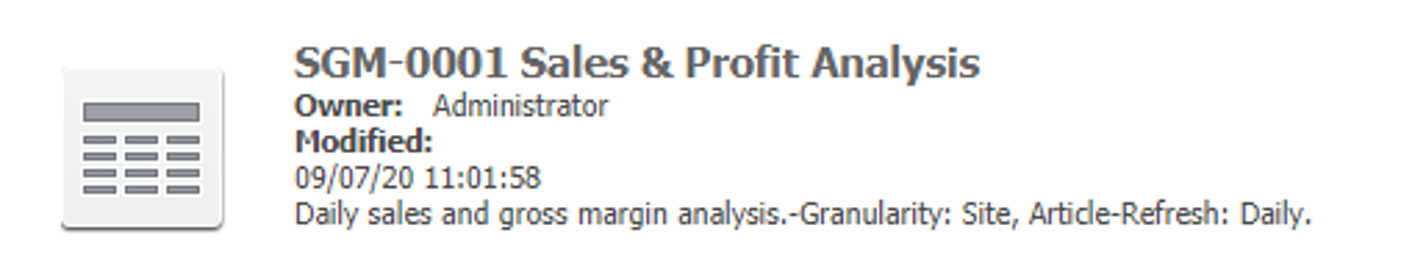 SGM-0001 Sales & Profit Analysis
Owner: Administrator
Modified:
09/07/20 11:01:58
Daily sales and gross margin analysis.-Granularity: Site, Article-Refresh: Daily.